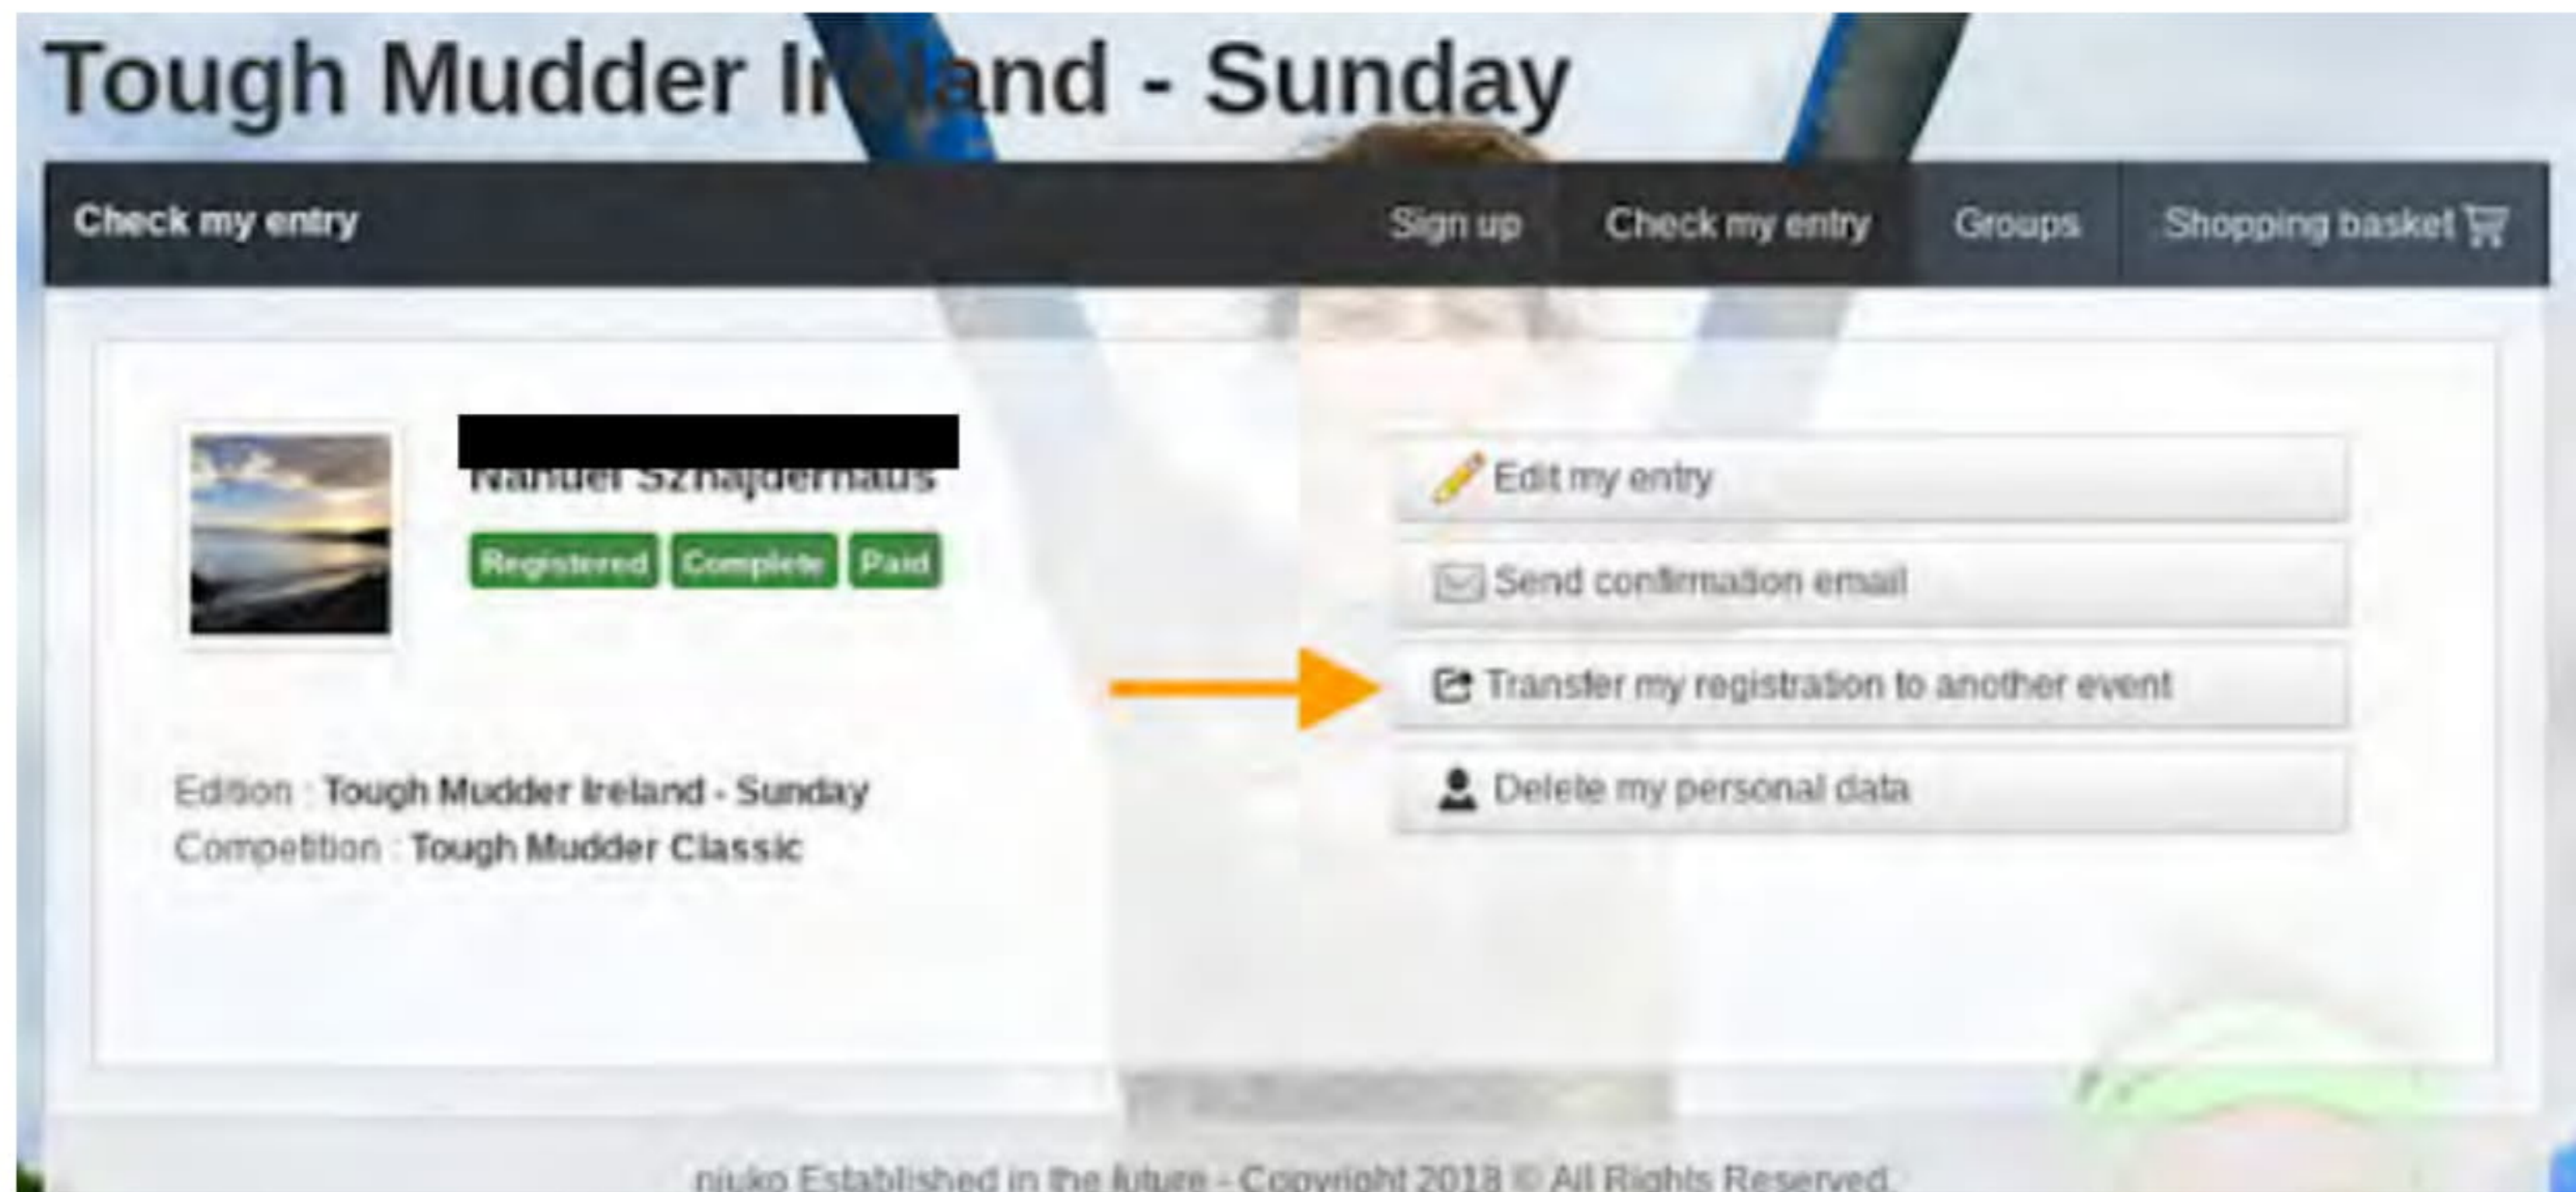 Tough Mudder Ireland - Sunday
Check my entry
Sign up
Check my entry
Groups
Shopping basket
Edit my entry
Registered Complete Paid
Send confirmation email
Transfer my registration to another event
Edition : Tough Mudder Ireland - Sunday
Delete my personal data
Competition : Tough Mudder Classic
njuko Established in the future - Copyright 2018 © All Rights Reserved.